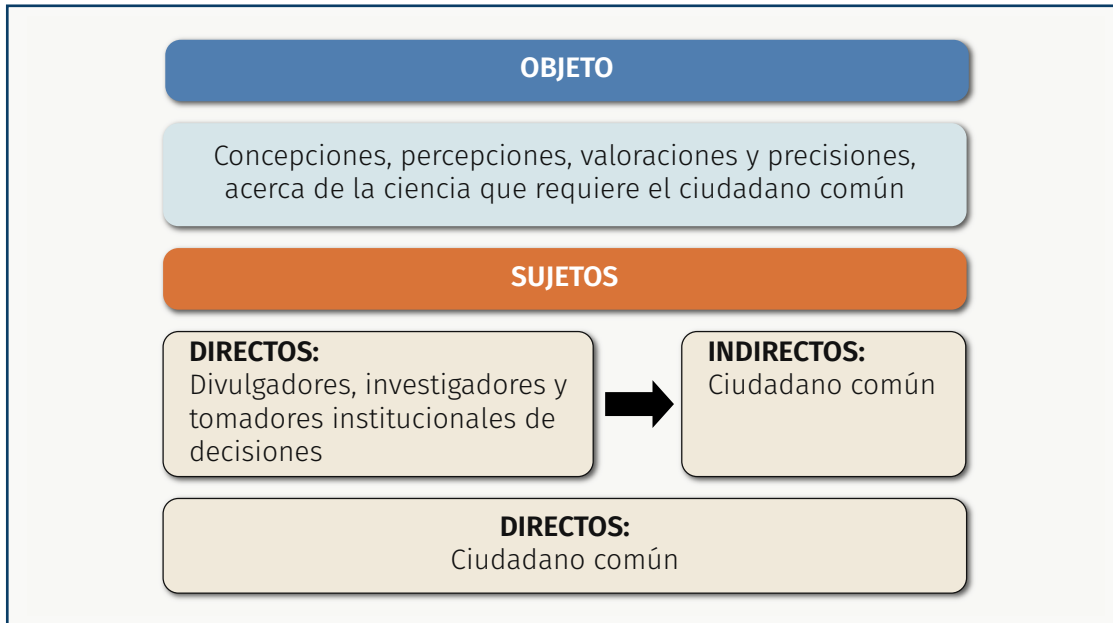 OBJETO
Concepciones, percepciones, valoraciones y precisiones,
acerca de la ciencia que requiere el ciudadano común
SUJETOS
DIRECTOS:
Divulgadores, investigadores y
tomadores institucionales de
decisiones
INDIRECTOS:
Ciudadano común
DIRECTOS:
Ciudadano común